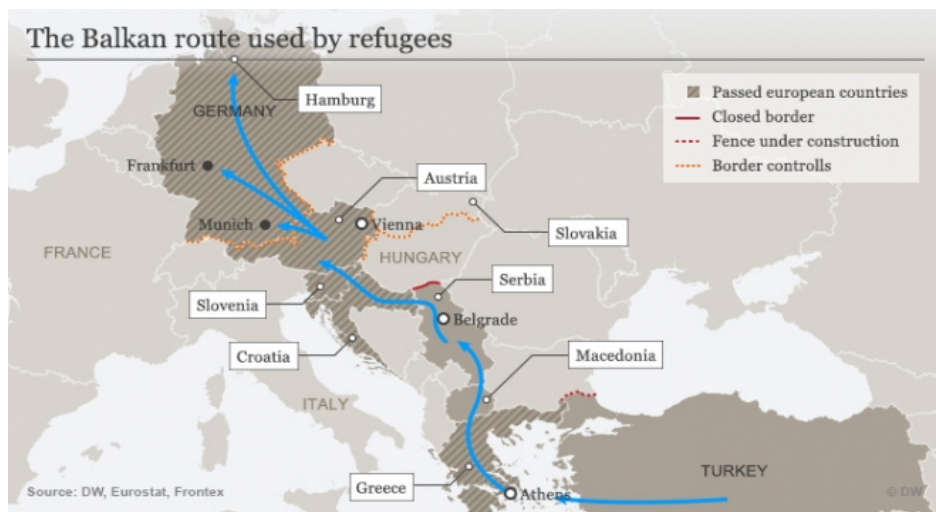 The Balkan route used by refugees
Hamburg
GERMANY
Passed european countries
Closed border
Fence under construction
Border controlls
Frankfurt
Austria
Munich
Vienna
Slovakia
FRANCE
HUNGARY
Serbia
Slovenia
Belgrade
Croatia
Macedonia
ITALY
TURKEY
Greece
Athens
Source: DW, Eurostat, Frontex
© DW